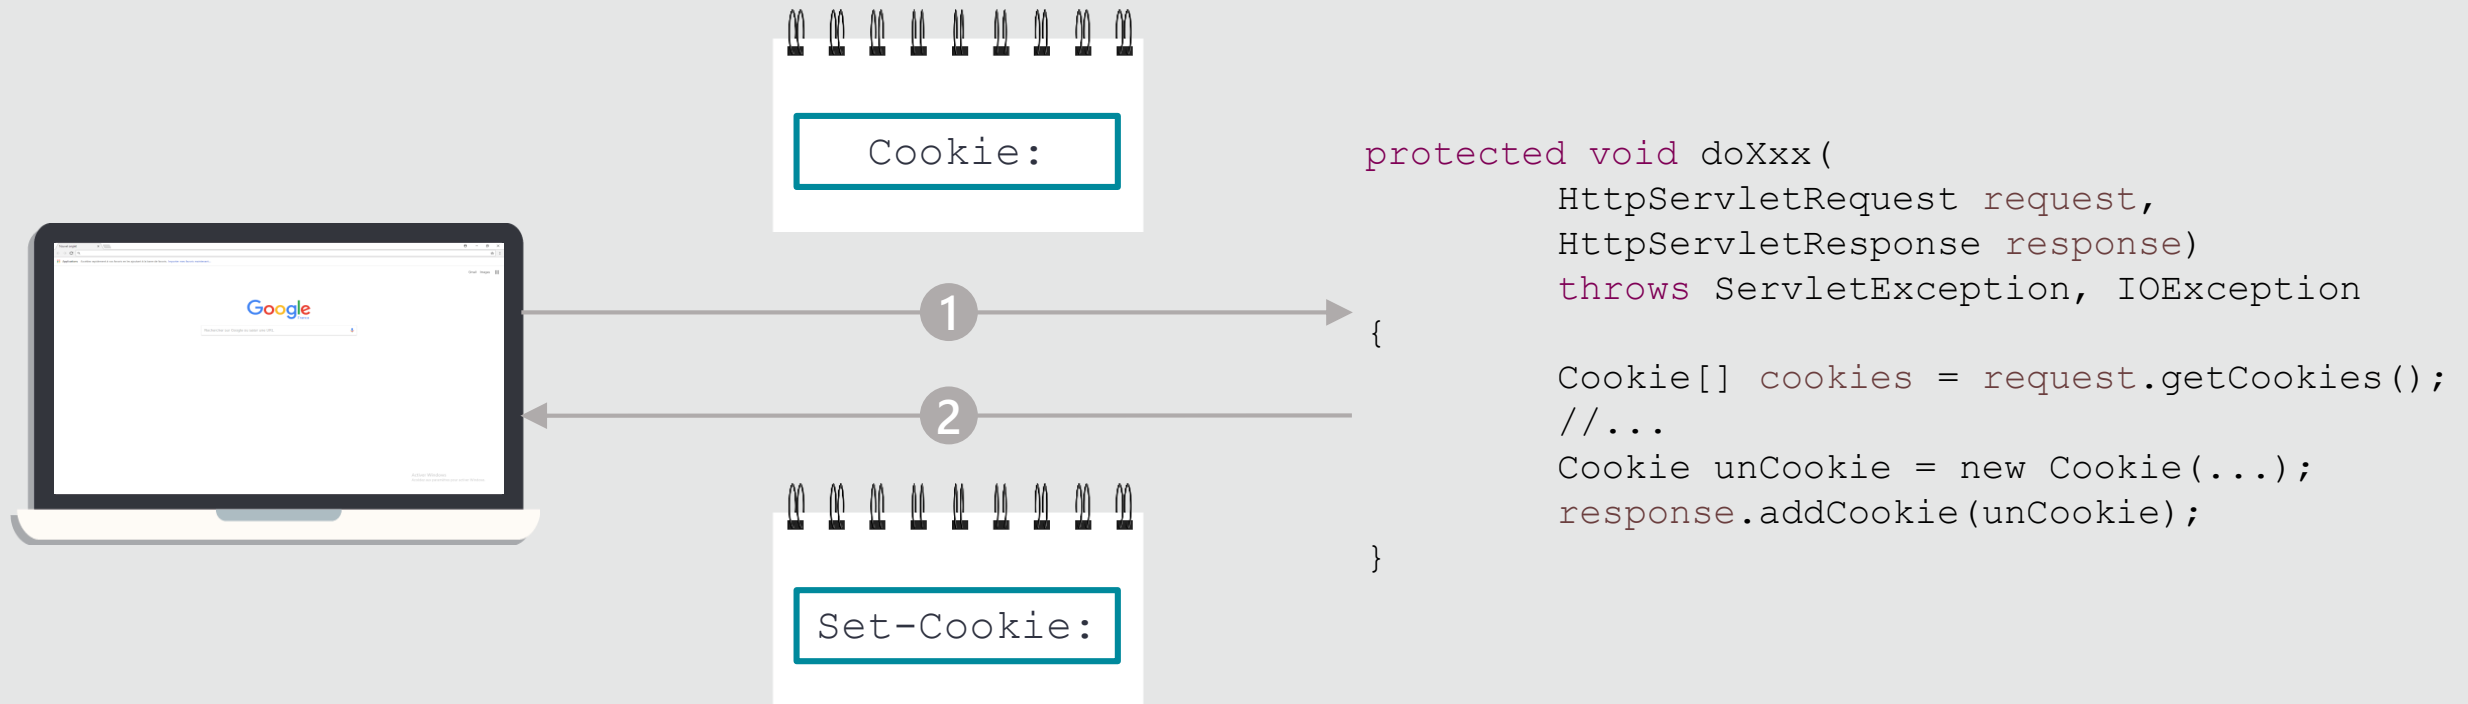 Cookie:
Google
1
2
Set-Cookie:
protected void doXxx(
HttpServletRequest request,
HttpServletResponse response)
throws ServletException, IOException
{
Cookie[] cookies = request.getCookies();
//...
Cookie unCookie = new Cookie(...);
response.addCookie(unCookie);
}